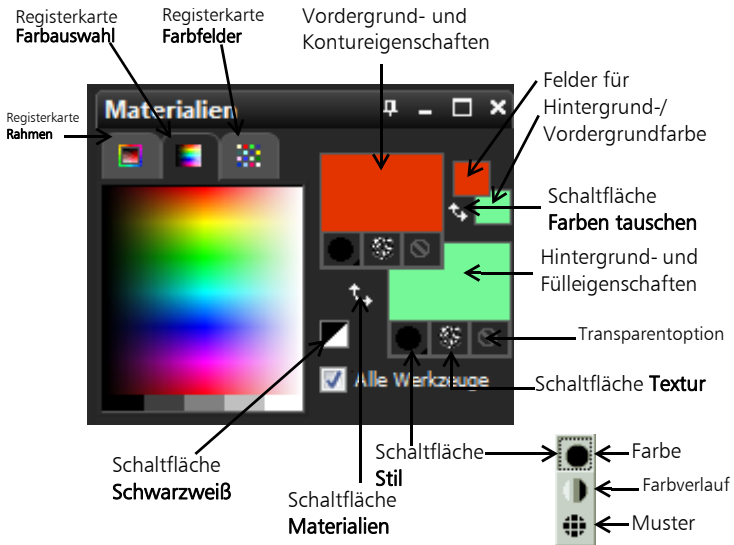 Registerkarte
Farbauswahl
Registerkarte
Farbfelder
Vordergrund- und
Kontureigenschaften
Registerkarte
Rahmen
Materialien
Felder für
Hintergrund-/
Vordergrundfarbe
Schaltfläche
Farben tauschen
Hintergrund- und
Fülleigenschaften
Transparentoption
Alle Werkzeuge
Schaltfläche Textur
Schaltfläche
Schwarzweiß
Schaltfläche
Materialien
Schaltfläche
Stil
Farbe
Farbverlauf
Muster